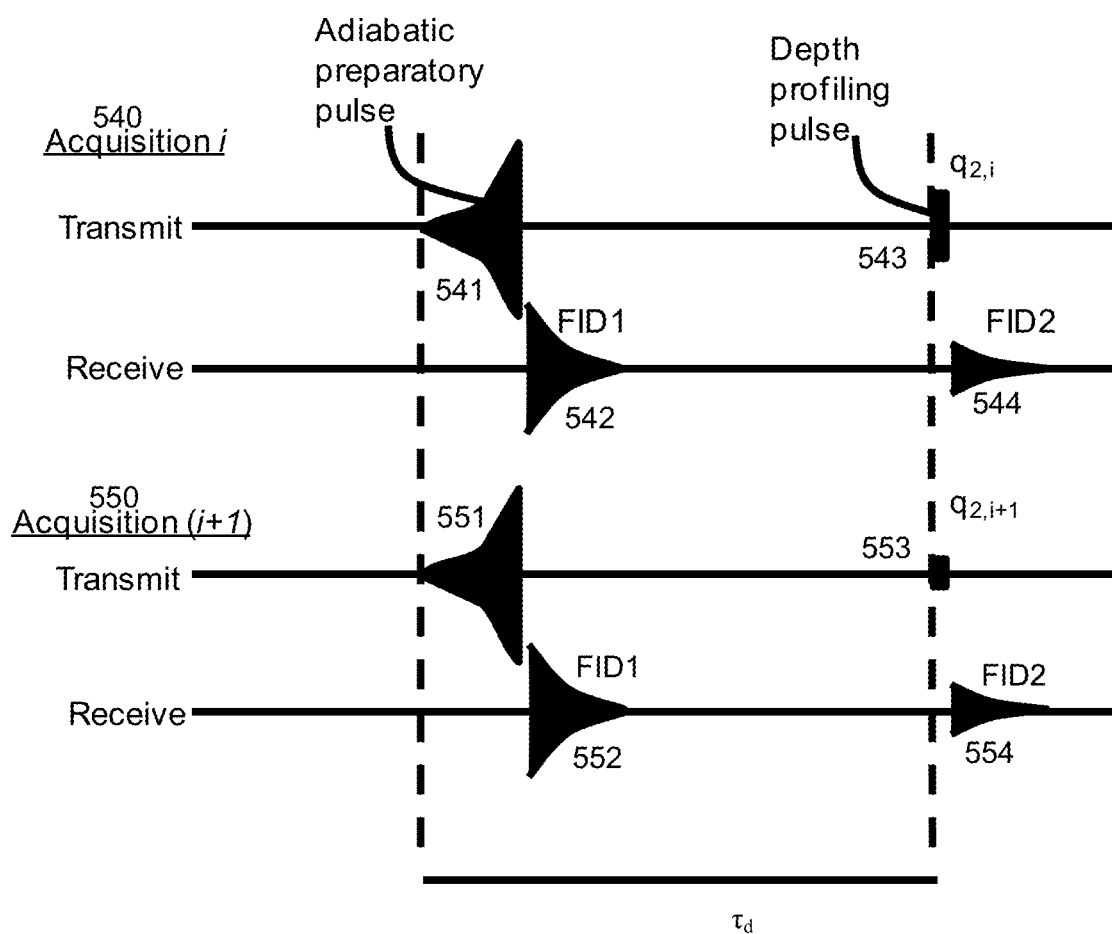 Adiabatic
preparatory
pulse
Depth
profiling
pulse
540
Acquisition i
q2,i
Transmit
541
543
FID1
FID2
Receive
542
544
550
Acquisition (i+1)
551
553
q2,i+1
Transmit
FID1
FID2
Receive
552
554
τd